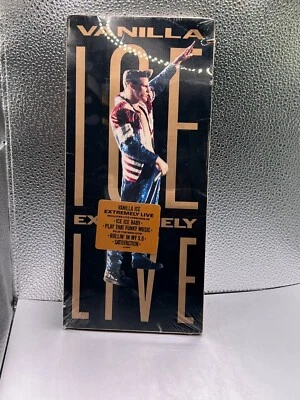 VANILLA
ICE
EXTREMELY
LIVE
VANILLA ICE
EXTREMELY LIVE
ICE ICE BABY
• PLAY THAT FUNKY MUSIC •
• ROLLIN' IN MY 5.0 •
• SATISFACTION •